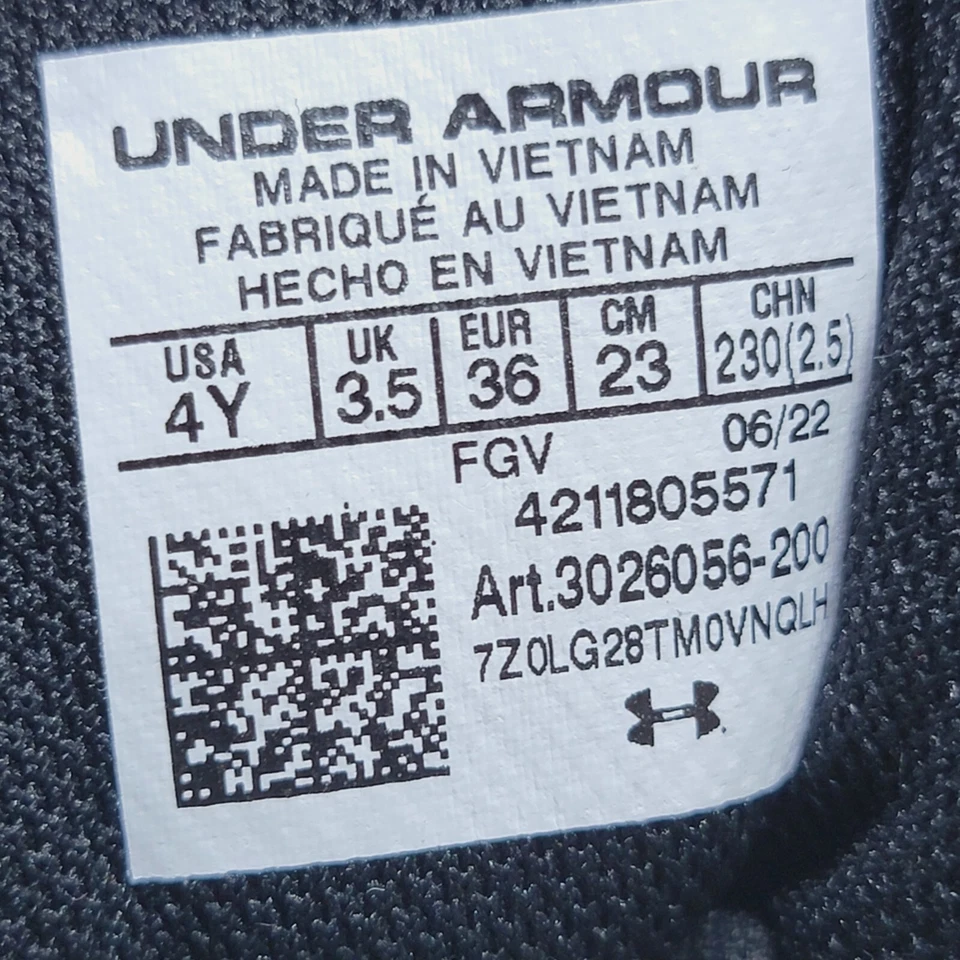 UNDER ARMOUR
MADE IN VIETNAM
FABRIQUÉ AU VIETNAM
HECHO EN VIETNAM
USA UK EUR CM CHN
4Y 3.5 36 23 230(2.5)
FGV 06/22
4211805571
Art.3026056-200
7Z0LG28TM0VNQLH